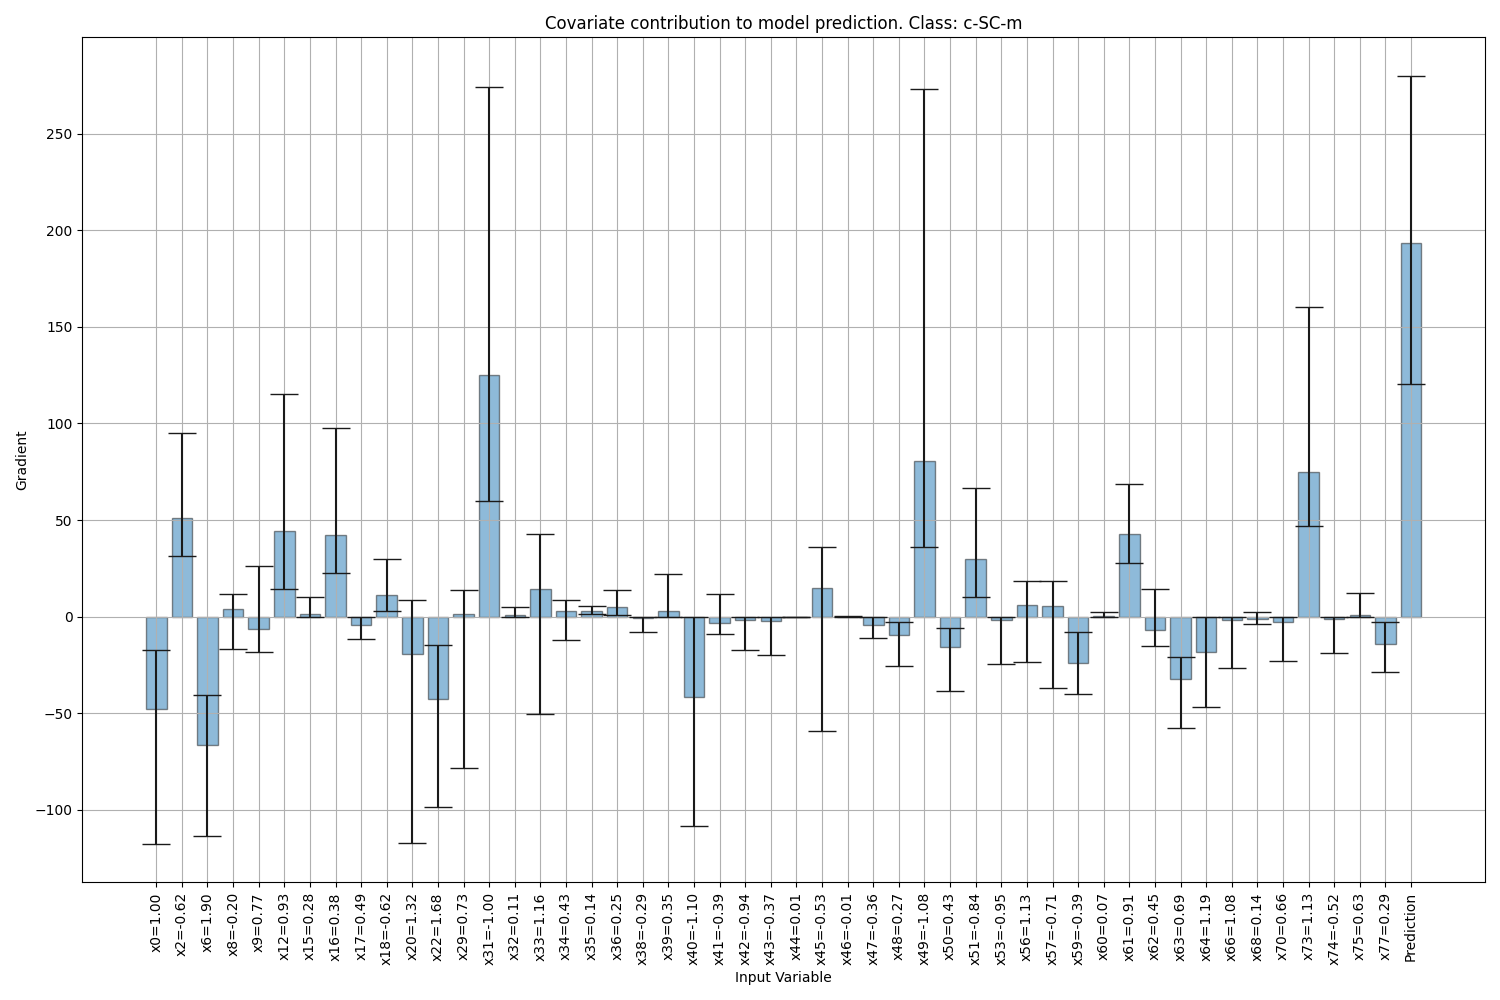 Covariate contribution to model prediction. Class: c-SC-m
Gradient
250
200
150
100
50
0
−50
−100
x0=1.00
x2=-0.62
x6=1.90
x8=-0.20
x9=0.77
x12=0.93
x15=0.28
x16=0.38
x17=0.49
x18=-0.62
x20=1.32
x22=1.68
x29=0.73
x31=-1.00
x32=0.11
x33=1.16
x34=0.43
x35=0.14
x36=0.25
x38=-0.29
x39=0.35
x40=-1.10
x41=-0.39
x42=-0.94
x43=-0.37
x44=0.01
x45=-0.53
x46=-0.01
x47=-0.36
x48=0.27
x49=-1.08
x50=0.43
x51=-0.84
x53=-0.95
x56=1.13
x57=-0.71
x59=-0.39
x60=0.07
x61=0.91
x62=0.45
x63=0.69
x64=1.19
x66=1.08
x68=0.14
x70=0.66
x73=1.13
x74=-0.52
x75=0.63
x77=0.29
Prediction
Input Variable